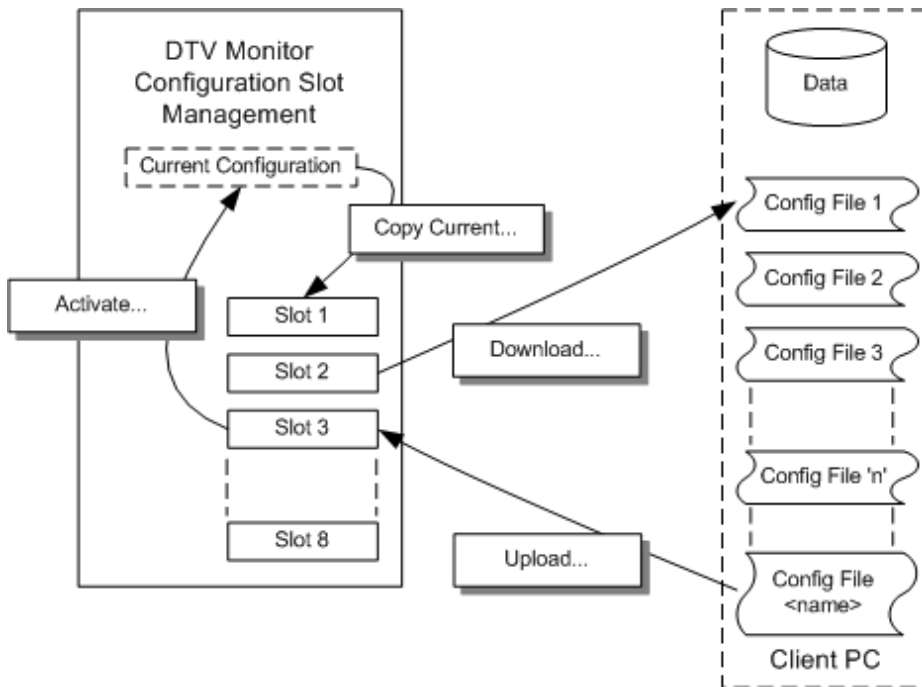 DTV Monitor
Configuration Slot
Management
Current Configuration
Copy Current...
Activate...
Slot 1
Slot 2
Slot 3
Slot 8
Download...
Upload...
Data
Config File 1
Config File 2
Config File 3
Config File 'n'
Config File
<name>
Client PC